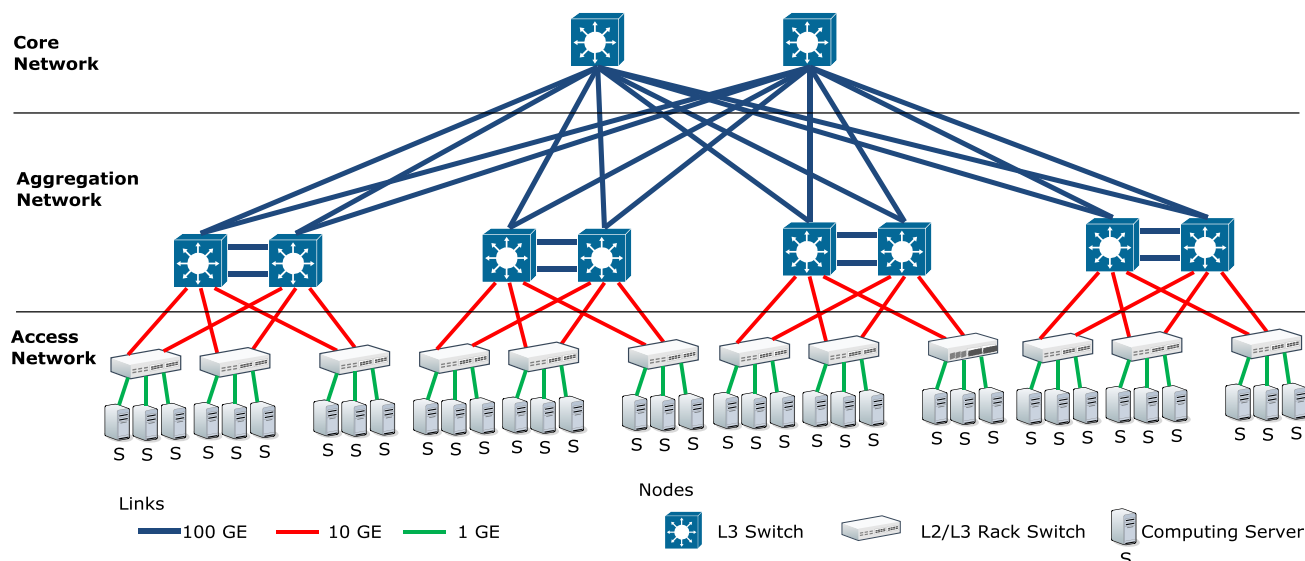 Core
Network
Aggregation
Network
Access
Network
S S S S S S S S S S S S S S S S S S S S S S S S S S S S S S S S S S S S
Links
100 GE 10 GE 1 GE
Nodes
L3 Switch L2/L3 Rack Switch Computing Server
S